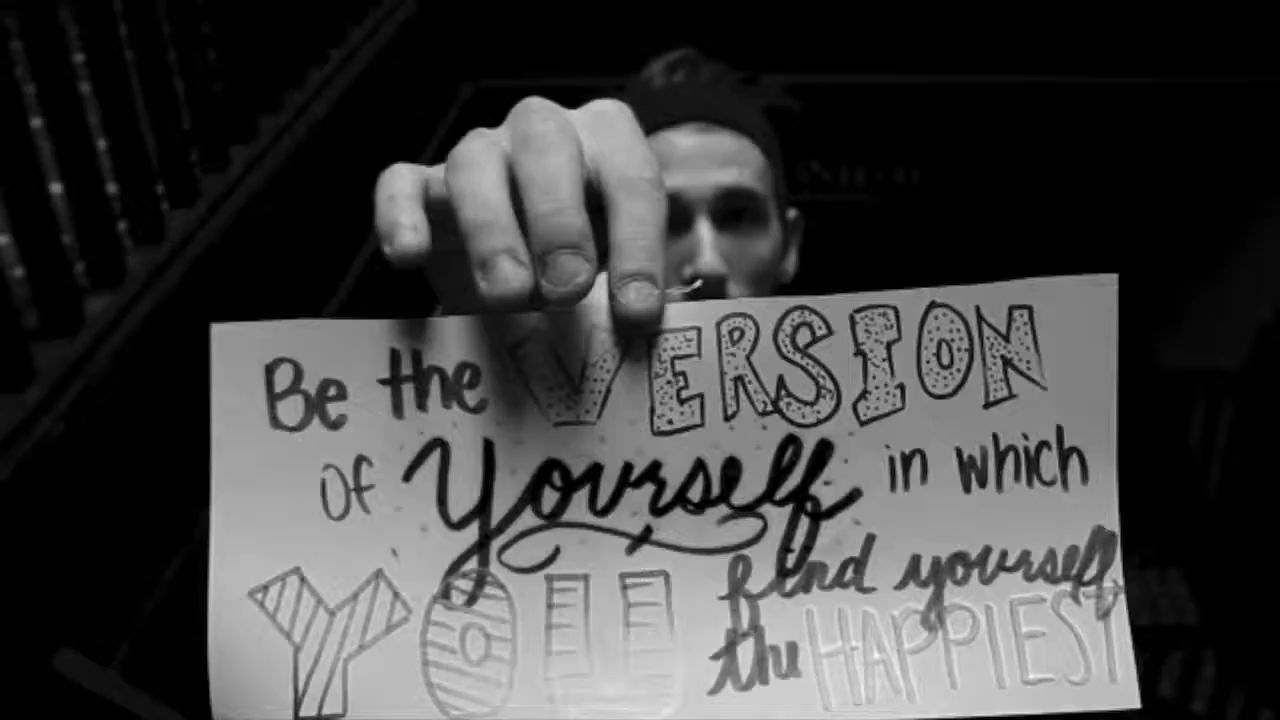 Be the VERSION
of Yourself in which
YOU find yourself
the HAPPIEST